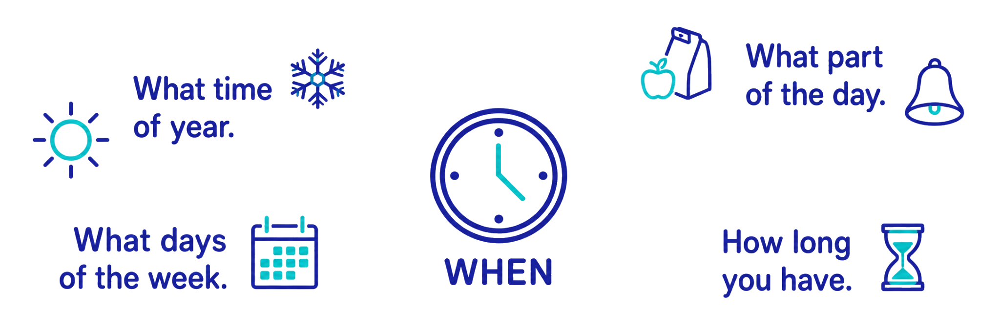 What time
of year.
What part
of the day.
WHEN
What days
of the week.
How long
you have.